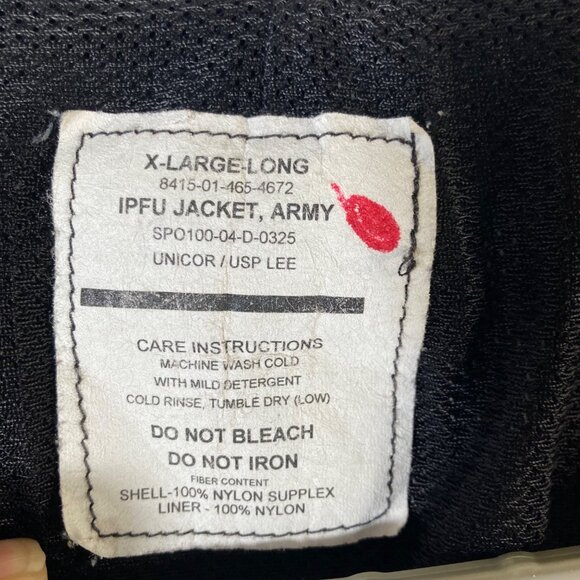 X-LARGE-LONG
8415-01-465-4672
IPFU JACKET, ARMY
SPO100-04-D-0325
UNICOR / USP LEE
CARE INSTRUCTIONS
MACHINE WASH COLD
WITH MILD DETERGENT
COLD RINSE, TUMBLE DRY (LOW)
DO NOT BLEACH
DO NOT IRON
FIBER CONTENT
SHELL-100% NYLON SUPPLEX
LINER - 100% NYLON